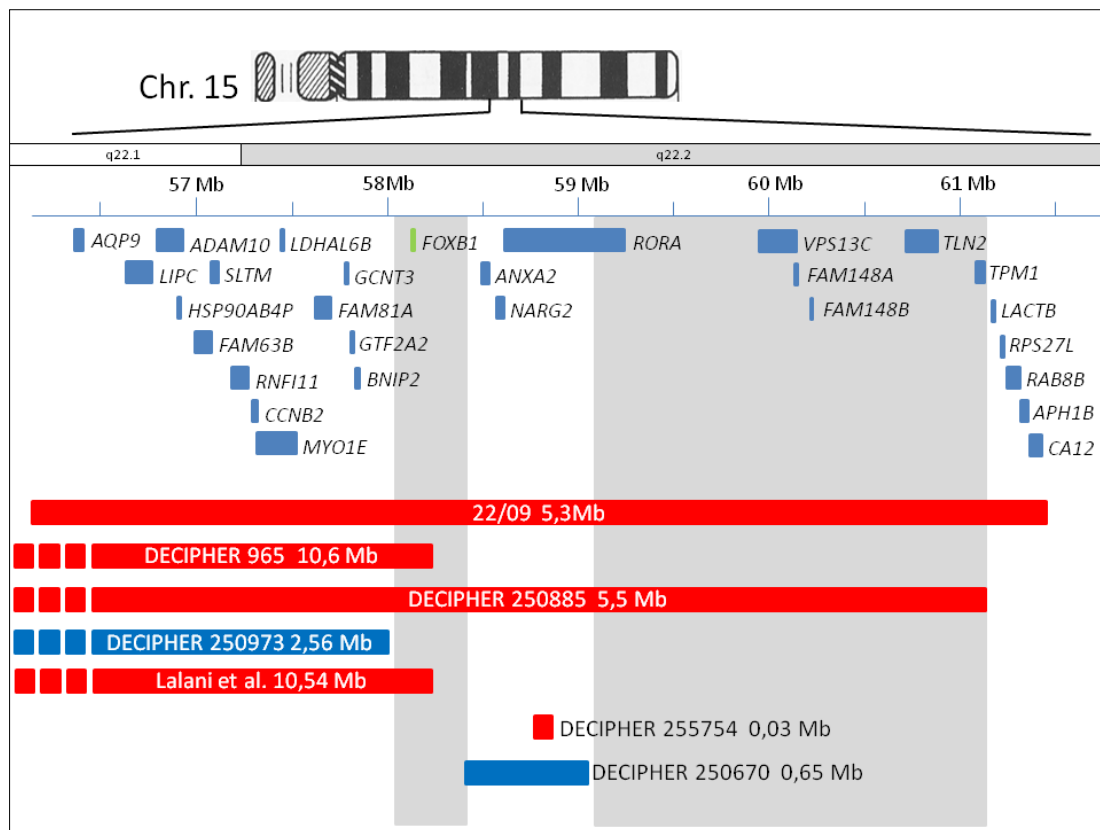 Chr. 15
q22.1 q22.2
57 Mb 58 Mb 59 Mb 60 Mb 61 Mb
AQP9 ADAM10 LDHAL6B FOXB1 RORA VPS13C TLN2
LIPC SLTM GCNT3 ANXA2 FAM148A TPM1
HSP90AB4P FAM81A NARG2 FAM148B LACTB
FAM63B GTF2A2 RPS27L
RNFI11 BNIP2 RAB8B
CCNB2 APH1B
MYO1E CA12
22/09 5,3Mb
DECIPHER 965 10,6 Mb
DECIPHER 250885 5,5 Mb
DECIPHER 250973 2,56 Mb
Lalani et al. 10,54 Mb
DECIPHER 255754 0,03 Mb
DECIPHER 250670 0,65 Mb